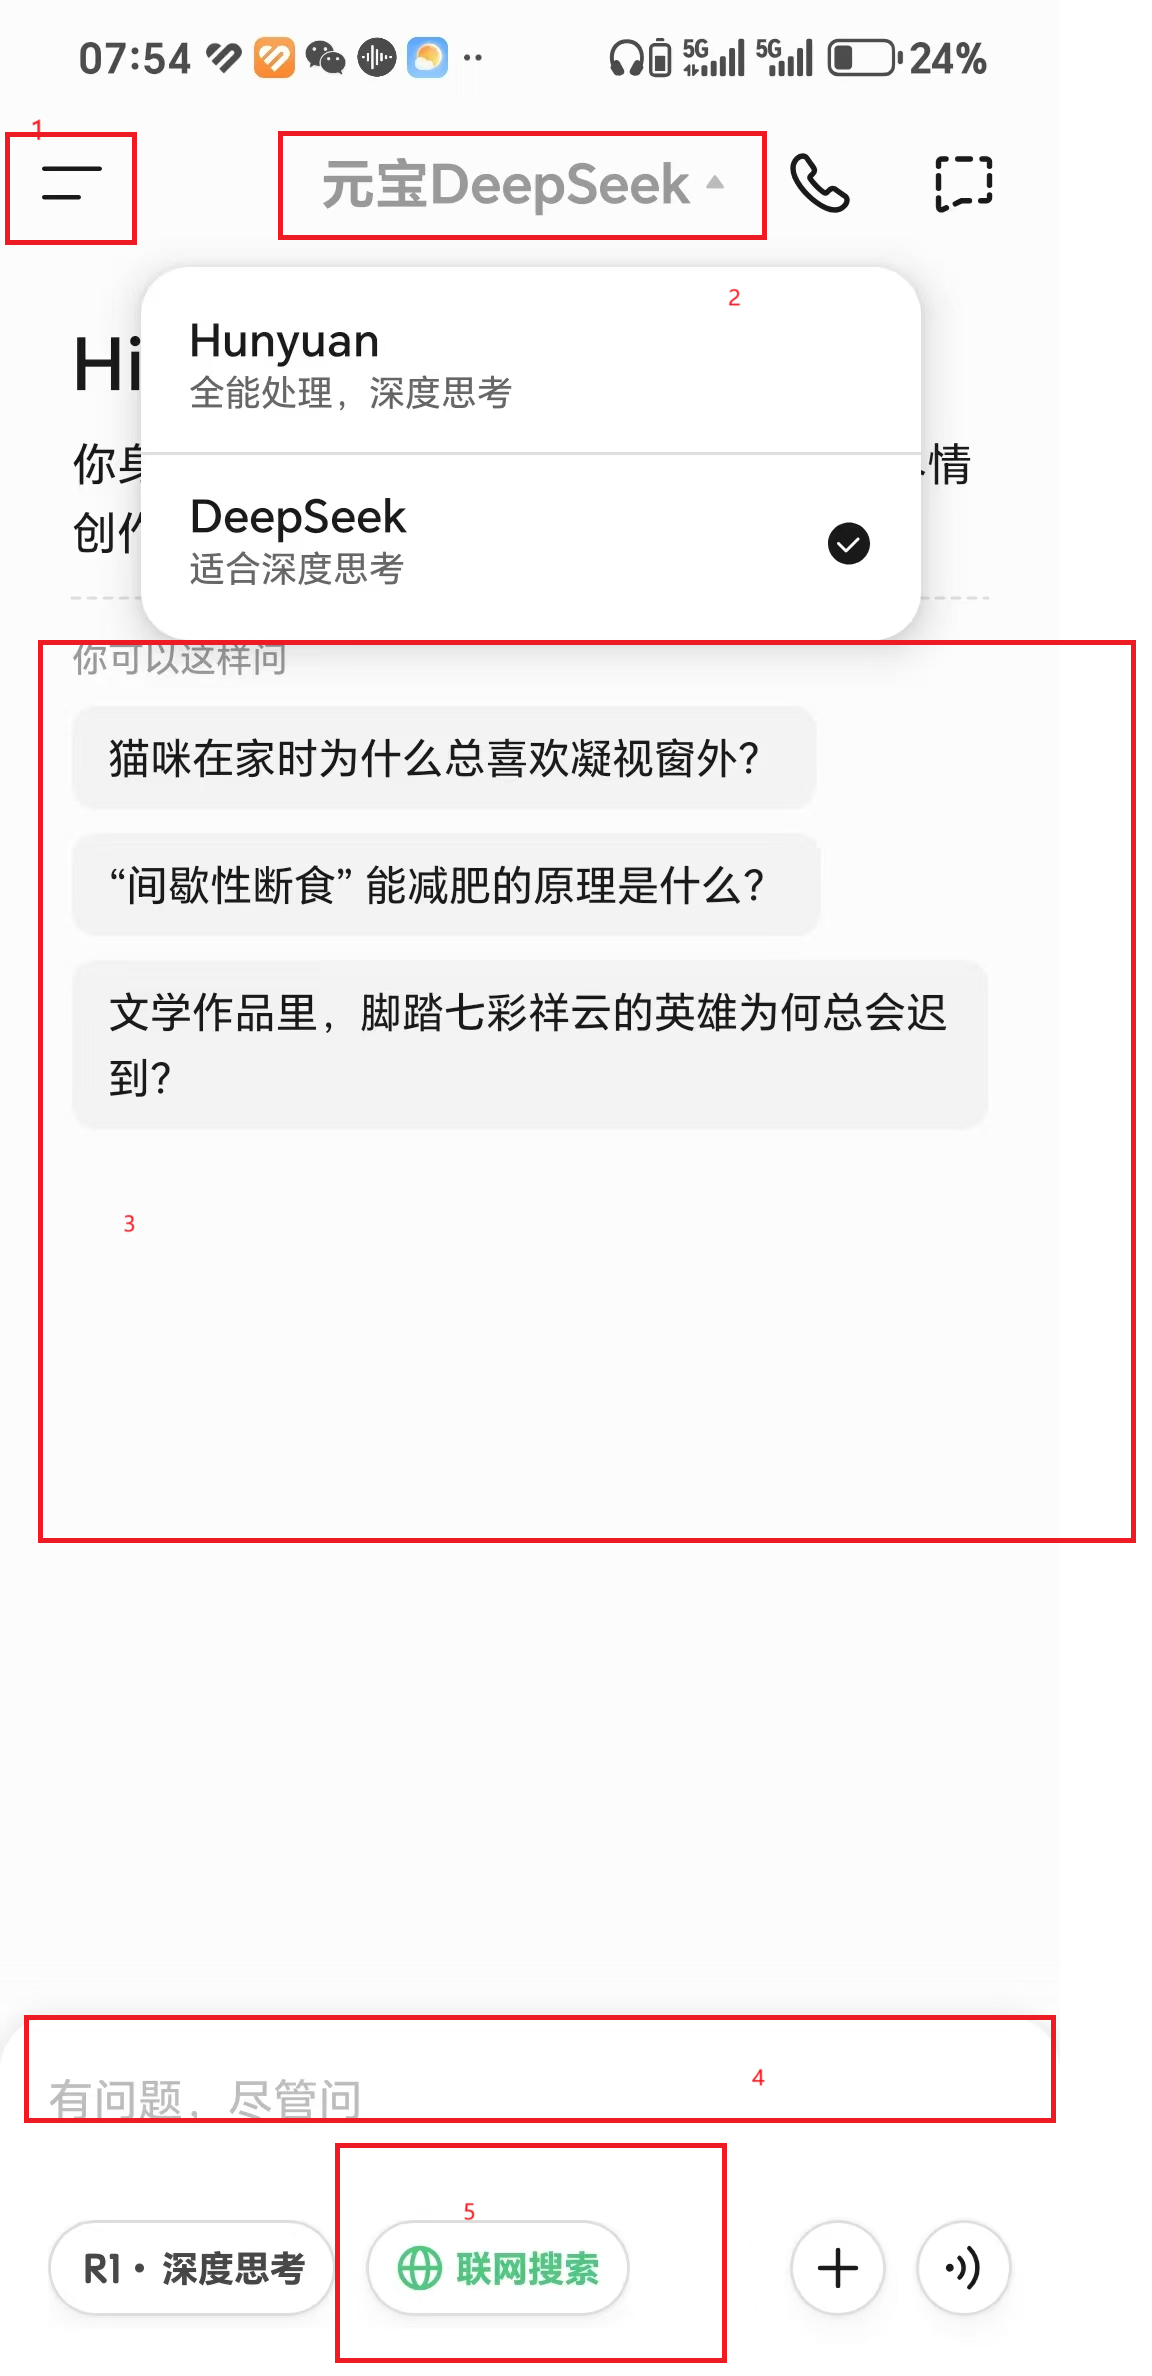 07:54
5G
5G
24%
1
元宝DeepSeek
2
Hunyuan
全能处理，深度思考
Hi
你
情
DeepSeek
适合深度思考
创作
你可以这样问
猫咪在家时为什么总喜欢凝视窗外？
“间歇性断食” 能减肥的原理是什么？
文学作品里，脚踏七彩祥云的英雄为何总会迟
到？
3
有问题，尽管问
4
5
R1 · 深度思考
联网搜索